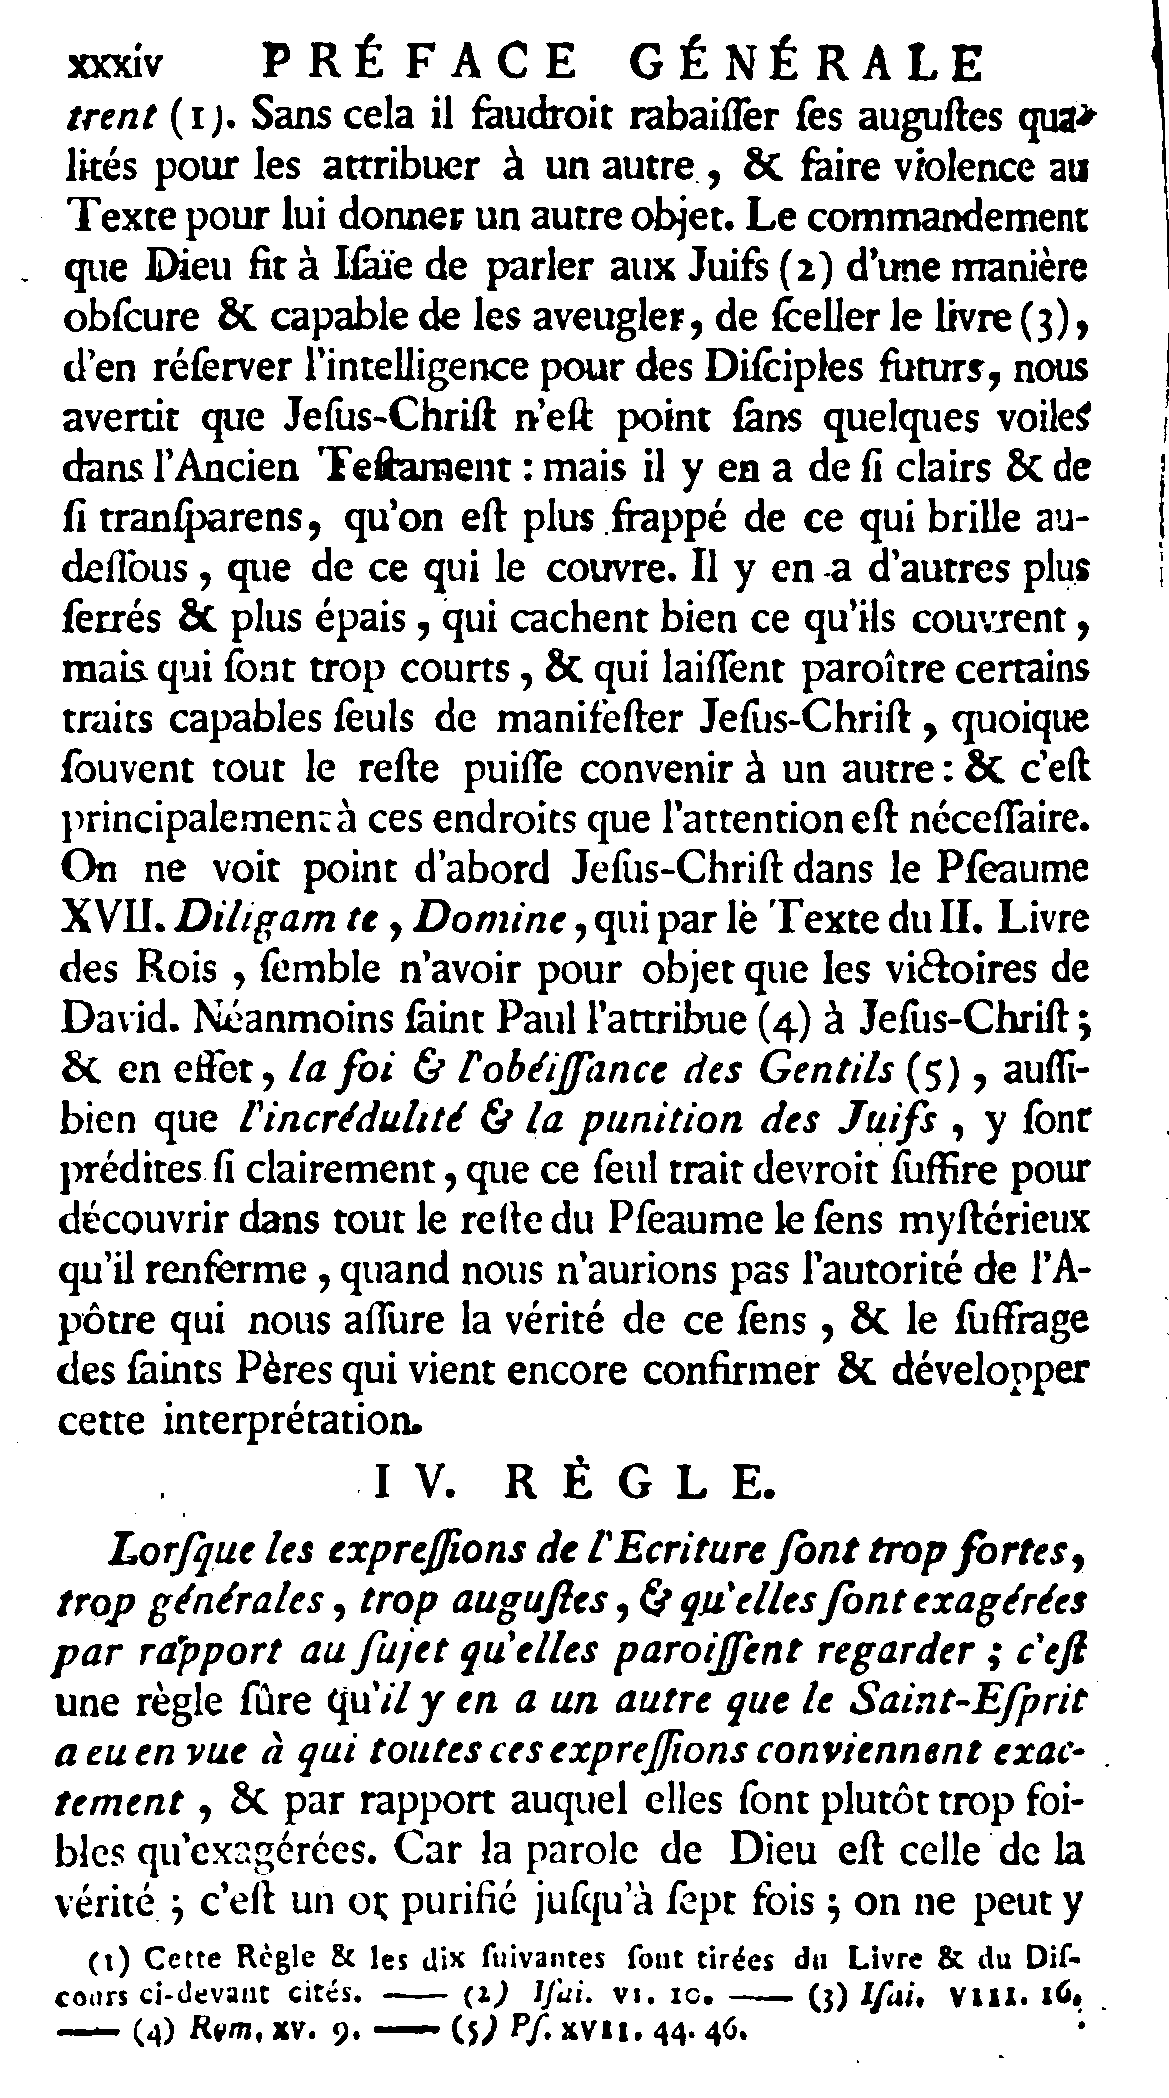 xxxiv PRÉFACE GÉNÉRALE
trent (1). Sans cela il faudroit rabaiſſer ſes auguſtes qua-
lités pour les attribuer à un autre, & faire violence au
Texte pour lui donner un autre objet. Le commandement
que Dieu fit à Iſaïe de parler aux Juifs (2) d'une manière
obſcure & capable de les aveugler, de ſceller le livre (3),
d'en réſerver l'intelligence pour des Diſciples futurs, nous
avertit que Jeſus-Chriſt n'eſt point ſans quelques voiles
dans l'Ancien Teſtament : mais il y en a de ſi clairs & de
ſi tranſparens, qu'on eſt plus frappé de ce qui brille au-
deſſous, que de ce qui le couvre. Il y en a d'autres plus
ſerrés & plus épais, qui cachent bien ce qu'ils couvrent,
mais qui ſont trop courts, & qui laiſſent paroître certains
traits capables ſeuls de manifeſter Jeſus-Chriſt, quoique
ſouvent tout le reſte puiſſe convenir à un autre : & c'eſt
principalement à ces endroits que l'attention eſt néceſſaire.
On ne voit point d'abord Jeſus-Chriſt dans le Pſeaume
XVII. Diligam te, Domine, qui par le Texte du II. Livre
des Rois, ſemble n'avoir pour objet que les victoires de
David. Néanmoins ſaint Paul l'attribue (4) à Jeſus-Chriſt ;
& en effet, la foi & l'obéiſſance des Gentils (5), auſſi-
bien que l'incrédulité & la punition des Juifs, y ſont
prédites ſi clairement, que ce ſeul trait devroit ſuffire pour
découvrir dans tout le reſte du Pſeaume le ſens myſtérieux
qu'il renferme, quand nous n'aurions pas l'autorité de l'A-
pôtre qui nous aſſure la vérité de ce ſens, & le ſuffrage
des ſaints Pères qui vient encore confirmer & développer
cette interprétation.
IV. RÈGLE.
Lorſque les expreſſions de l'Ecriture ſont trop fortes,
trop générales, trop auguſtes, & qu'elles ſont exagérées
par rapport au ſujet qu'elles paroiſſent regarder ; c'eſt
une règle ſûre qu'il y en a un autre que le Saint-Eſprit
a eu en vue à qui toutes ces expreſſions conviennent exac-
tement, & par rapport auquel elles ſont plutôt trop foi-
bles qu'exagérées. Car la parole de Dieu eſt celle de la
vérité ; c'eſt un or purifié juſqu'à ſept fois ; on ne peut y
(1) Cette Règle & les dix ſuivantes ſont tirées du Livre & du Diſ-
cours ci-devant cités. —— (2) Iſai. VI. 10. —— (3) Iſai. VIII. 16.
—— (4) Rom. XV. 9. —— (5) Pſ. XVII. 44. 46.